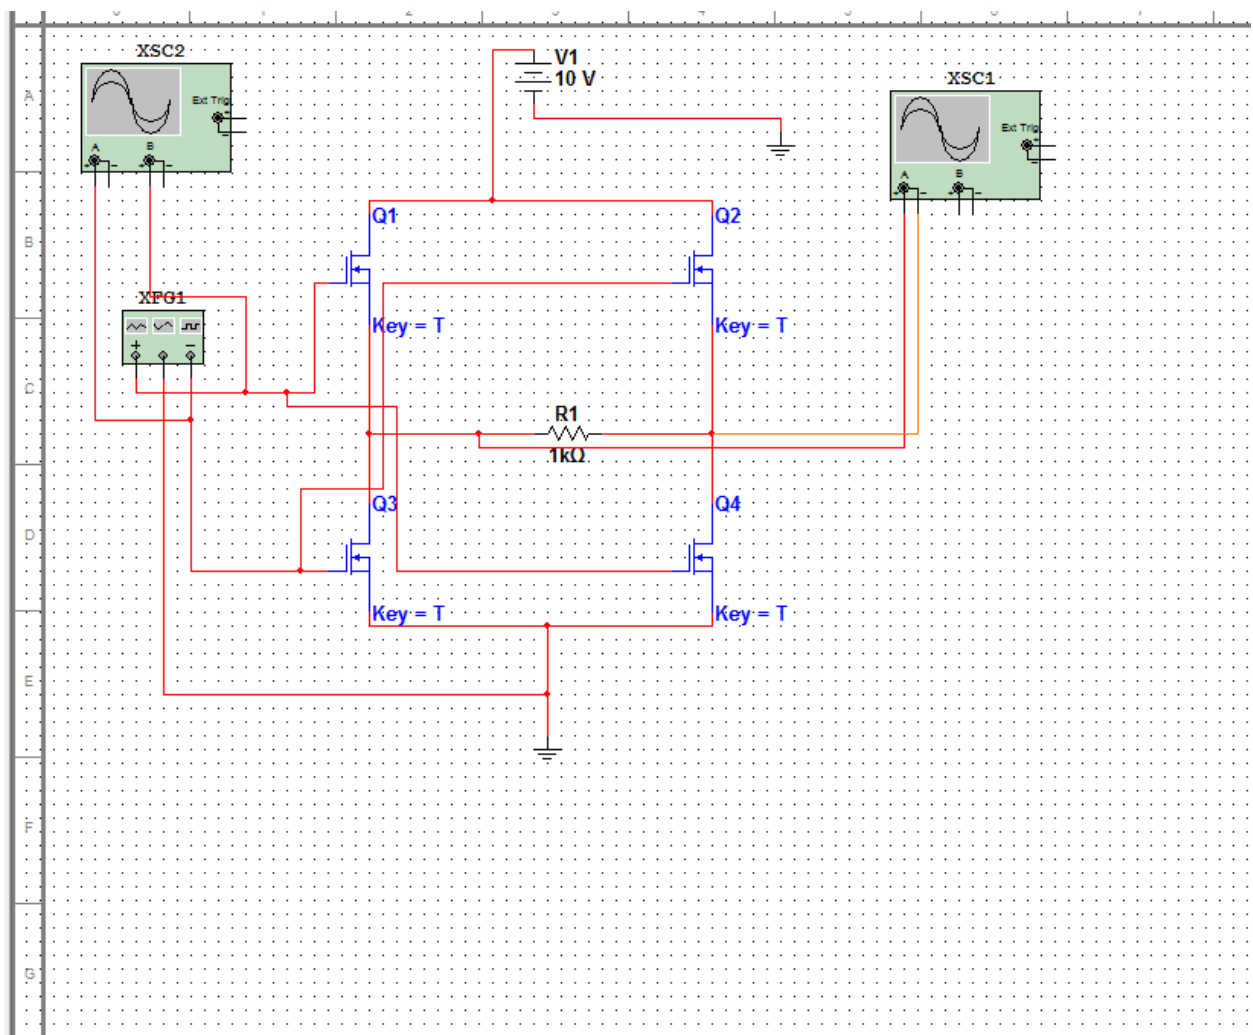 XSC2
V1
10 V
XSC1
Ext Trig
Ext Trig
A
A B
A B
Q1 Q2
B
XFG1
Key = T Key = T
C
R1
1kΩ
Q3 Q4
D
Key = T Key = T
E
F
G